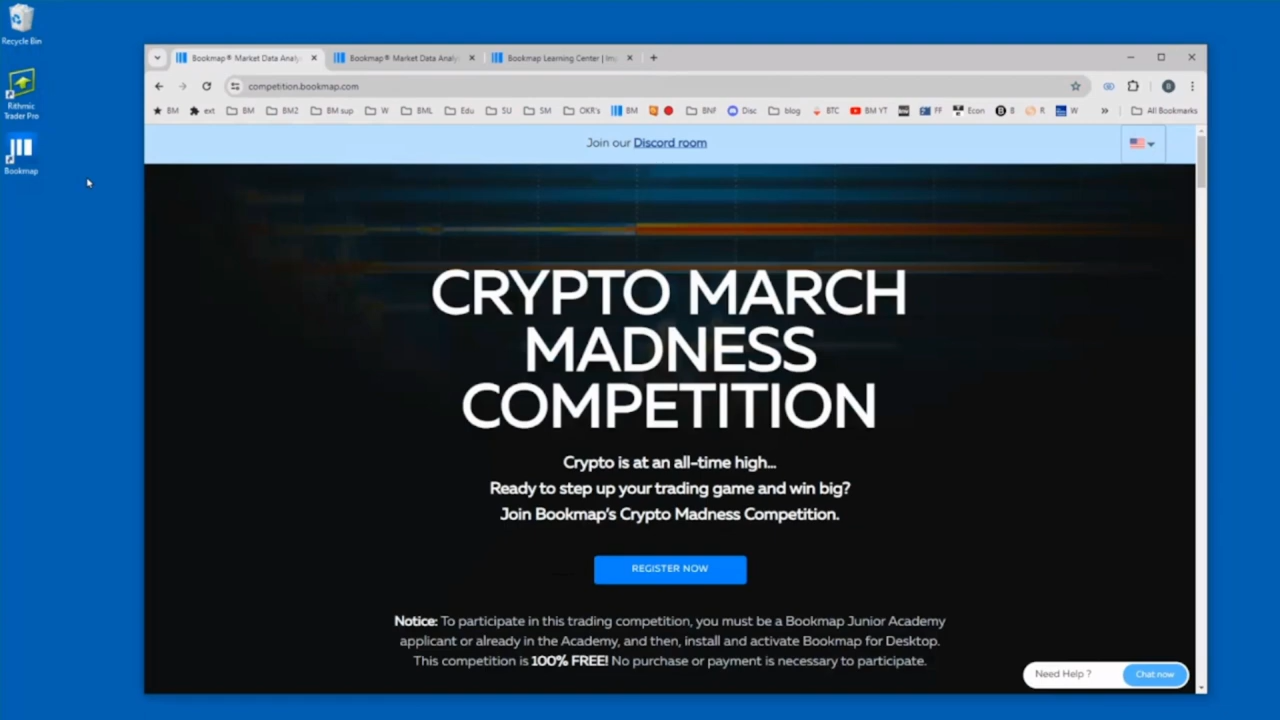 Recycle Bin
Rithmic
Trader Pro
Bookmap
Bookmap® Market Data Analy
Bookmap® Market Data Analy
Bookmap Learning Center | Im
competition.bookmap.com
BM
ext
BM
BM2
BM sup
W
BML
Edu
SU
SM
OKR's
BM
BNF
Disc
blog
BTC
BM YT
FF
Econ
B
R
W
All Bookmarks
Join our Discord room
CRYPTO MARCH
MADNESS
COMPETITION
Crypto is at an all-time high...
Ready to step up your trading game and win big?
Join Bookmap's Crypto Madness Competition.
REGISTER NOW
Notice: To participate in this trading competition, you must be a Bookmap Junior Academy
applicant or already in the Academy, and then, install and activate Bookmap for Desktop.
This competition is 100% FREE! No purchase or payment is necessary to participate.
Need Help ?
Chat now